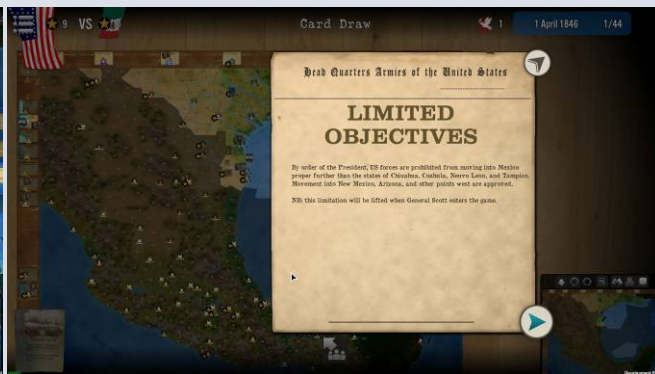 9 VS
Card Draw
1
1 April 1846
1/44
Head Quarters Armies of the United States
LIMITED
OBJECTIVES
By order of the President, US forces are prohibited from moving into Mexico
proper further than the states of Chihuahua, Coahula, Neuvo Leon, and Tampico.
Movement into New Mexico, Arizona, and other points west are approved.
NB: this limitation will be lifted when General Scott enters the game.